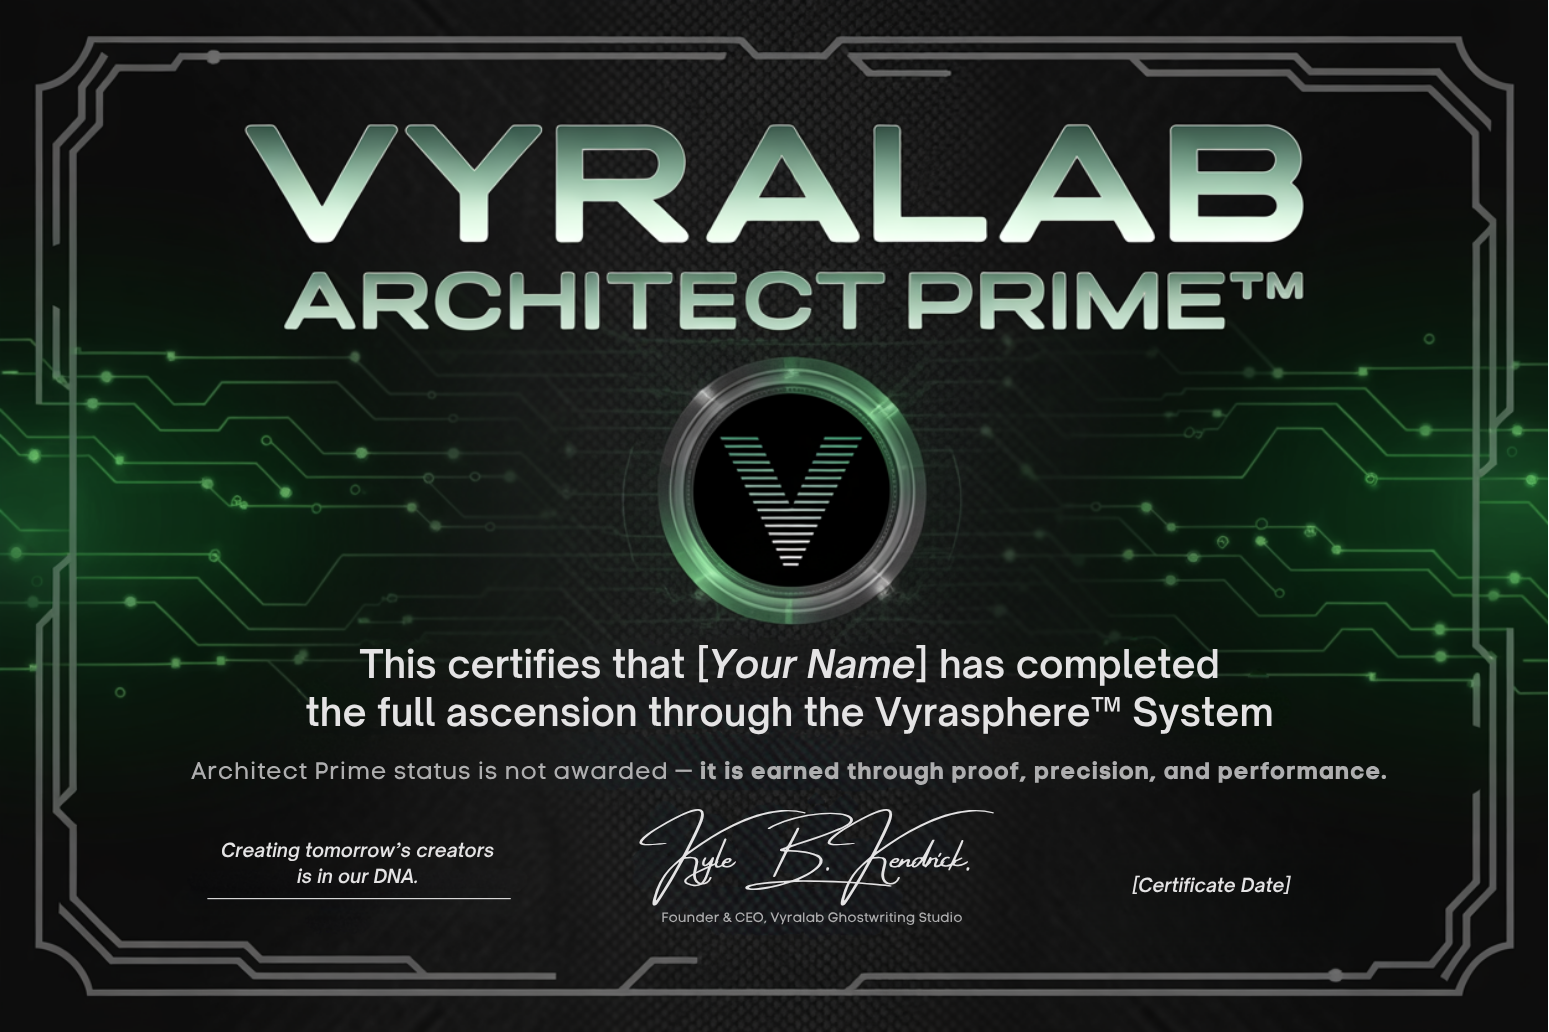 VYRALAB
ARCHITECT PRIME™
V
This certifies that [Your Name] has completed
the full ascension through the Vyrasphere™ System
Architect Prime status is not awarded — it is earned through proof, precision, and performance.
Creating tomorrow's creators
is in our DNA.
Kyle B. Kendrick.
Founder & CEO, Vyralab Ghostwriting Studio
[Certificate Date]